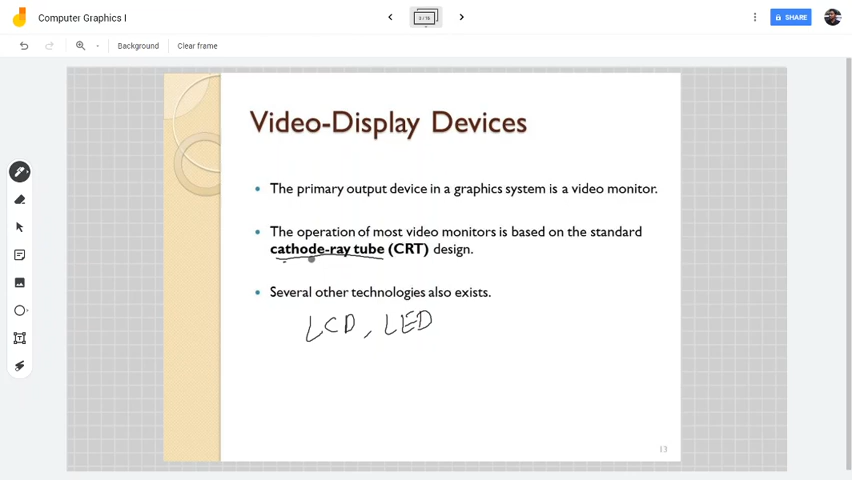 Computer Graphics I
3 / 16
SHARE
Background
Clear frame
Video-Display Devices
• The primary output device in a graphics system is a video monitor.
• The operation of most video monitors is based on the standard
cathode-ray tube (CRT) design.
• Several other technologies also exists.
LCD, LED
13